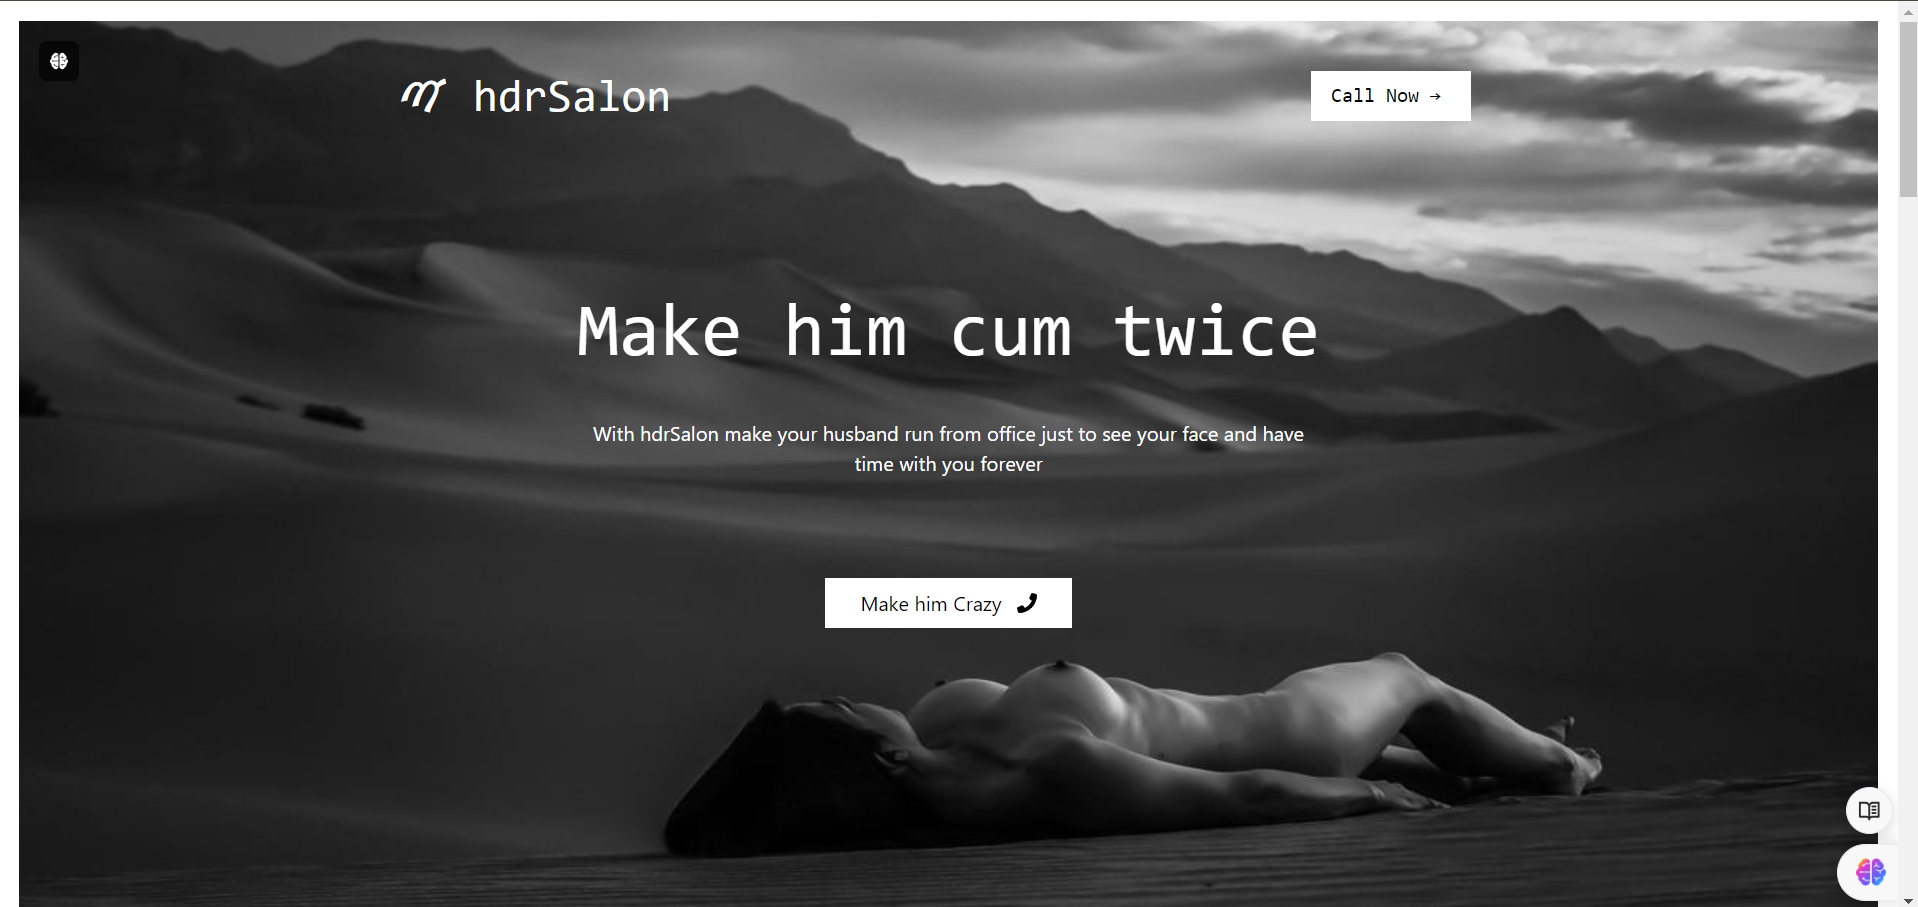 hdrSalon
Call Now →
Make him cum twice
With hdrSalon make your husband run from office just to see your face and have
time with you forever
Make him Crazy